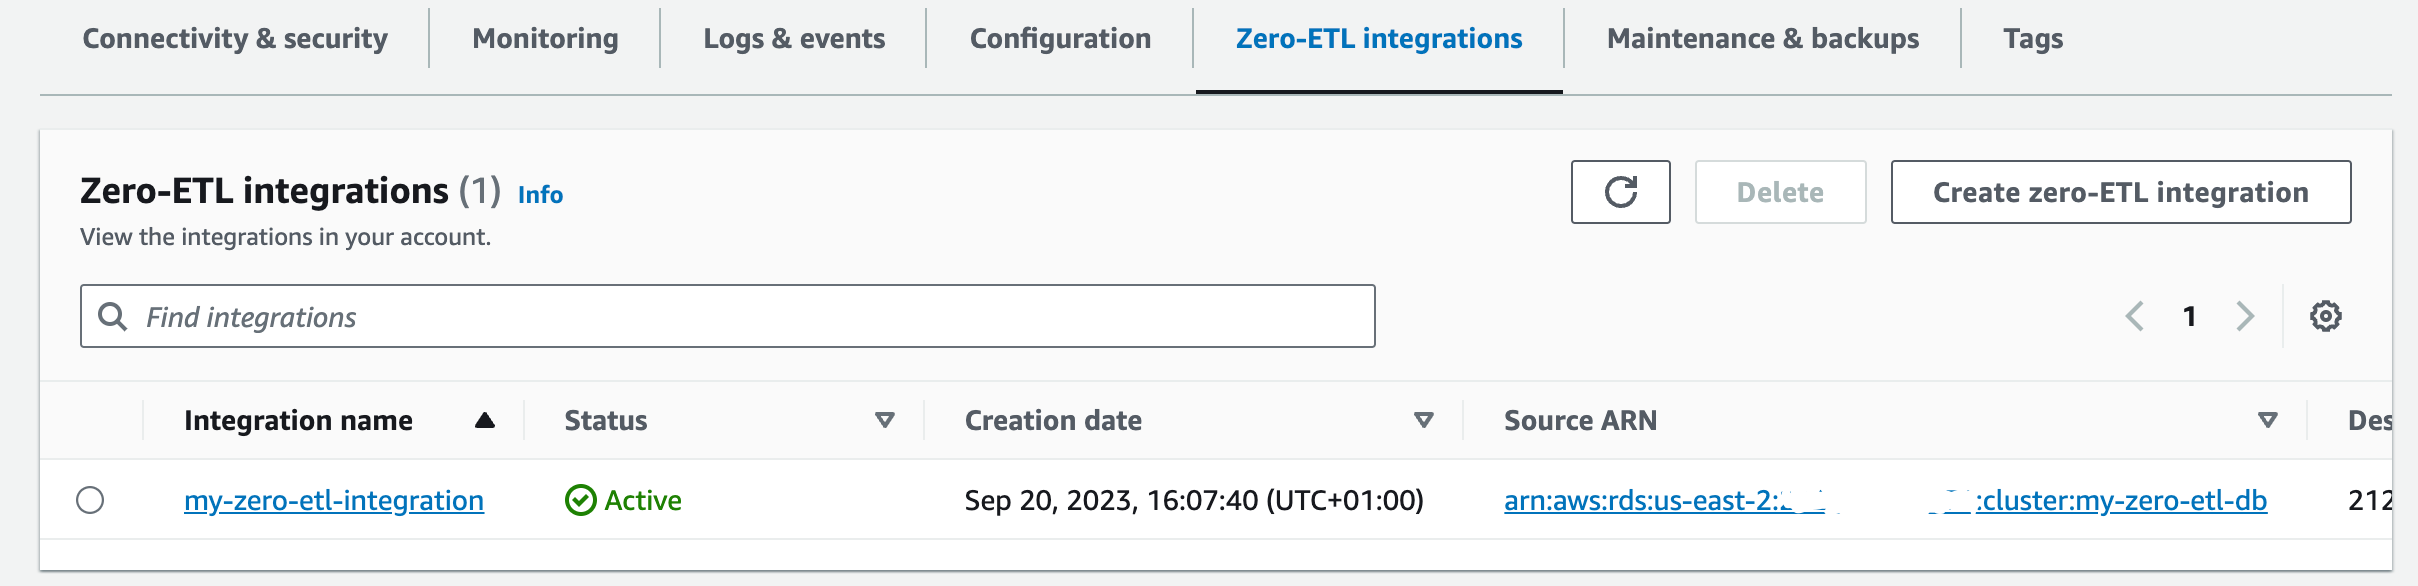 Connectivity & security Monitoring Logs & events Configuration Zero-ETL integrations Maintenance & backups Tags
Zero-ETL integrations (1) Info
Delete Create zero-ETL integration
View the integrations in your account.
Find integrations
1
Integration name Status Creation date Source ARN Des
my-zero-etl-integration Active Sep 20, 2023, 16:07:40 (UTC+01:00) arn:aws:rds:us-east-2: :cluster:my-zero-etl-db 212